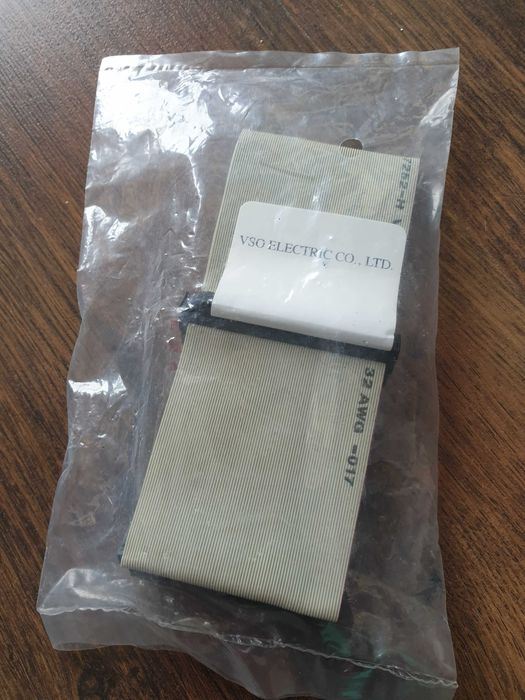 VSO ELECTRIC CO., LTD.
32 AWG -017